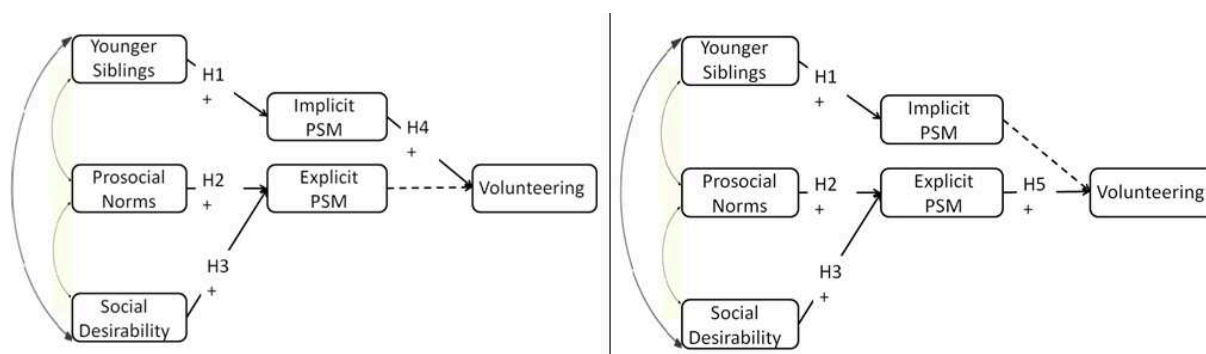 Younger
Siblings
H1
+
Implicit
PSM
H4
+
Prosocial
Norms
H2
+
Explicit
PSM
Volunteering
H3
+
Social
Desirability
Younger
Siblings
H1
+
Implicit
PSM
Prosocial
Norms
H2
+
Explicit
PSM
H5
+
Volunteering
H3
+
Social
Desirability